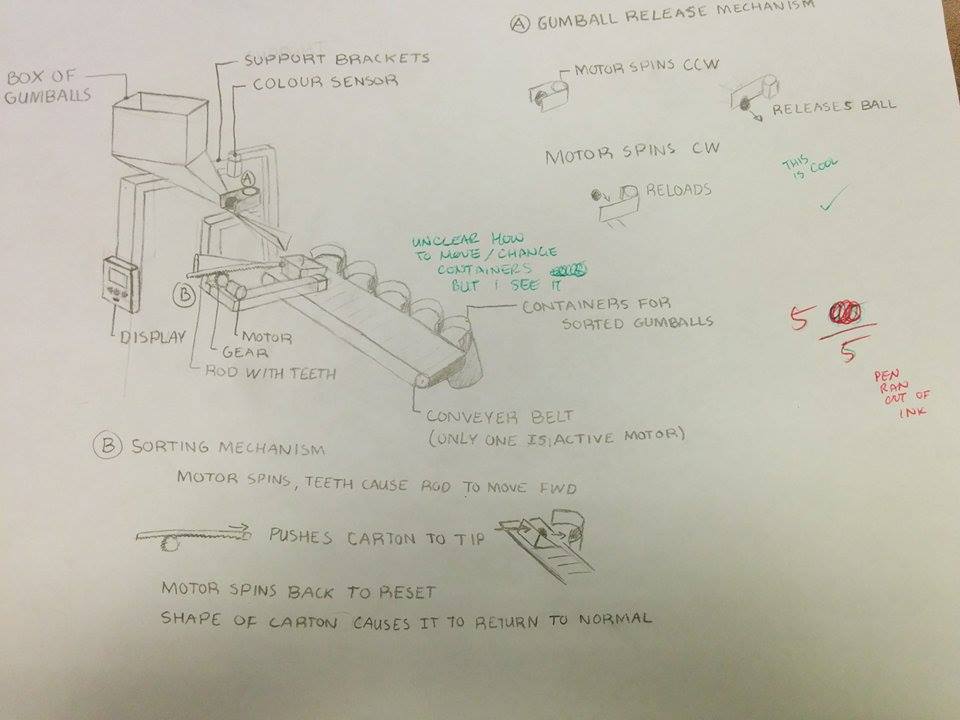 Ⓐ GUMBALL RELEASE MECHANISM
BOX OF
GUMBALLS
SUPPORT BRACKETS
COLOUR SENSOR
MOTOR SPINS CCW
RELEASES BALL
MOTOR SPINS CW
RELOADS
THIS
IS COOL
A
UNCLEAR HOW
TO MOVE/CHANGE
CONTAINERS
BUT I SEE IT
B
CONTAINERS FOR
SORTED GUMBALLS
DISPLAY
MOTOR
GEAR
ROD WITH TEETH
5
5
PEN
RAN
OUT OF
INK
CONVEYER BELT
(ONLY ONE IS ACTIVE MOTOR)
Ⓑ SORTING MECHANISM
MOTOR SPINS, TEETH CAUSE ROD TO MOVE FWD
PUSHES CARTON TO TIP
MOTOR SPINS BACK TO RESET
SHAPE OF CARTON CAUSES IT TO RETURN TO NORMAL